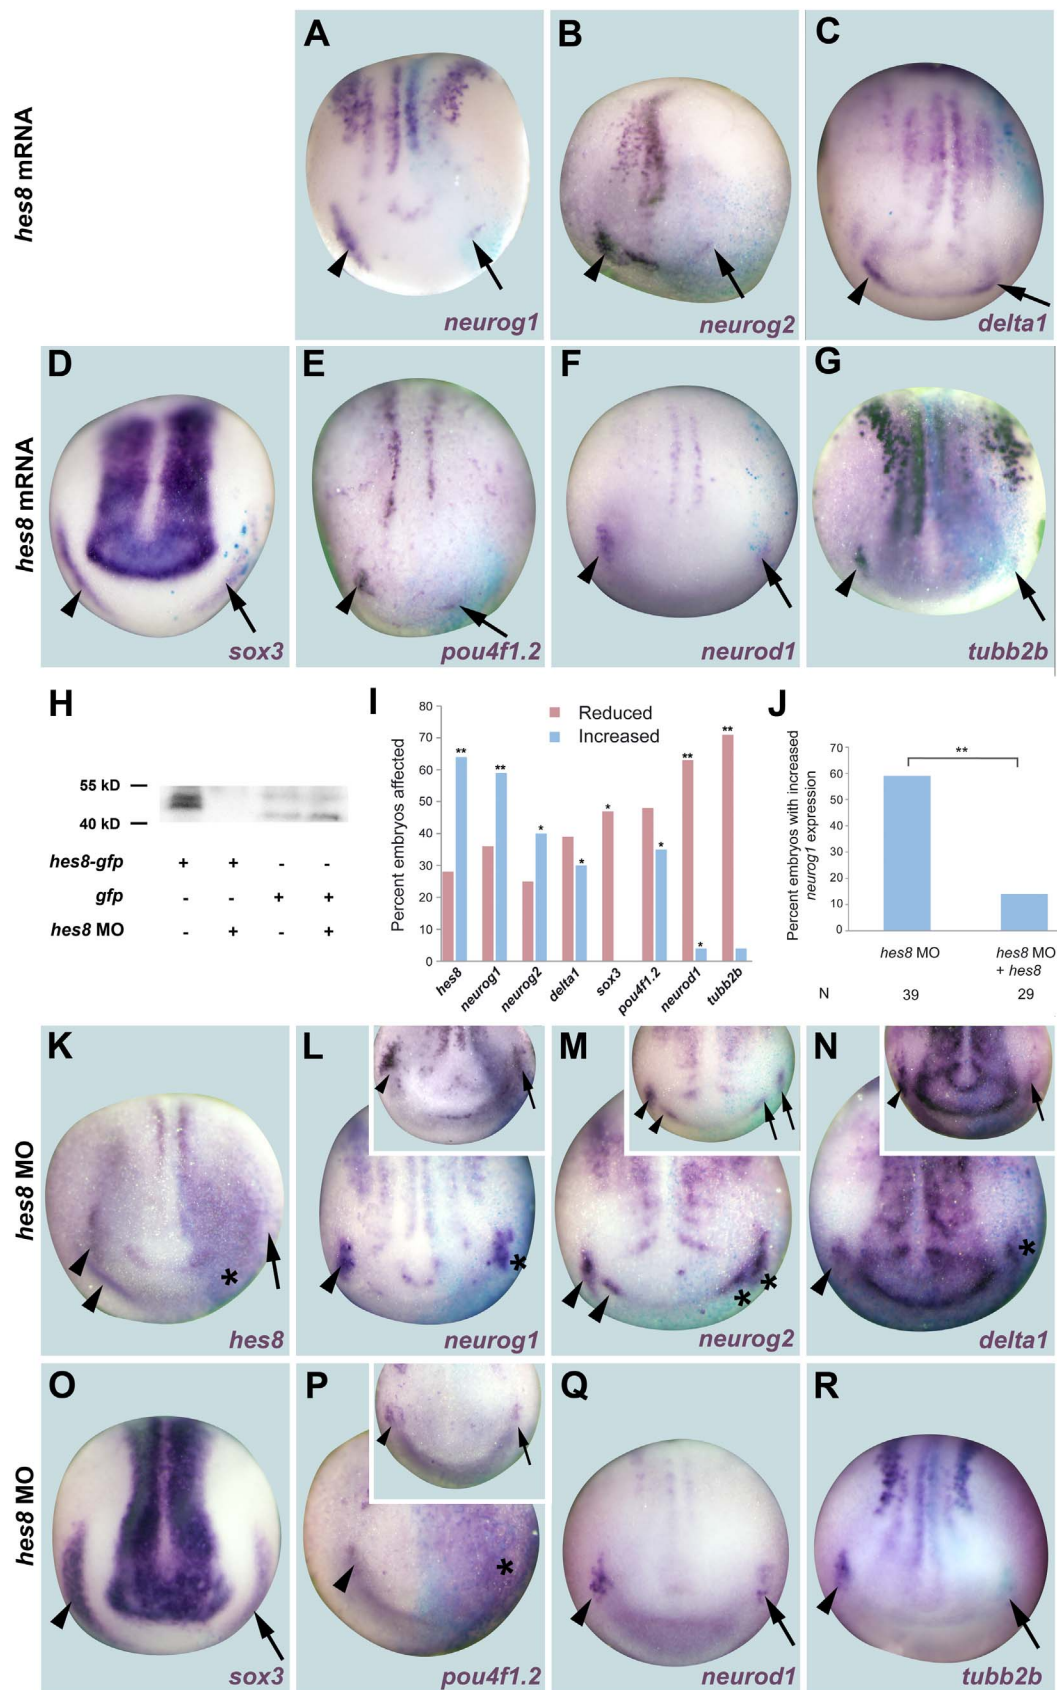 hes8 mRNA
A
neurog1
B
neurog2
C
delta1
hes8 mRNA
D
sox3
E
pou4f1.2
F
neurod1
G
tubb2b
H
55 kD
40 kD
hes8-gfp + + - -
gfp - - + +
hes8 MO - + - +
I
Percent embryos affected
Reduced
Increased
80
70
60
50
40
30
20
10
0
** ** * * * * ** * **
hes8 neurog1 neurog2 delta1 sox3 pou4f1.2 neurod1 tubb2b
J
Percent embryos with increased
neurog1 expression
70
60
50
40
30
20
10
0
**
hes8 MO
hes8 MO
+ hes8
N 39 29
hes8 MO
K
*
hes8
L
*
neurog1
M
* *
neurog2
N
*
delta1
hes8 MO
O
sox3
P
*
pou4f1.2
Q
neurod1
R
tubb2b